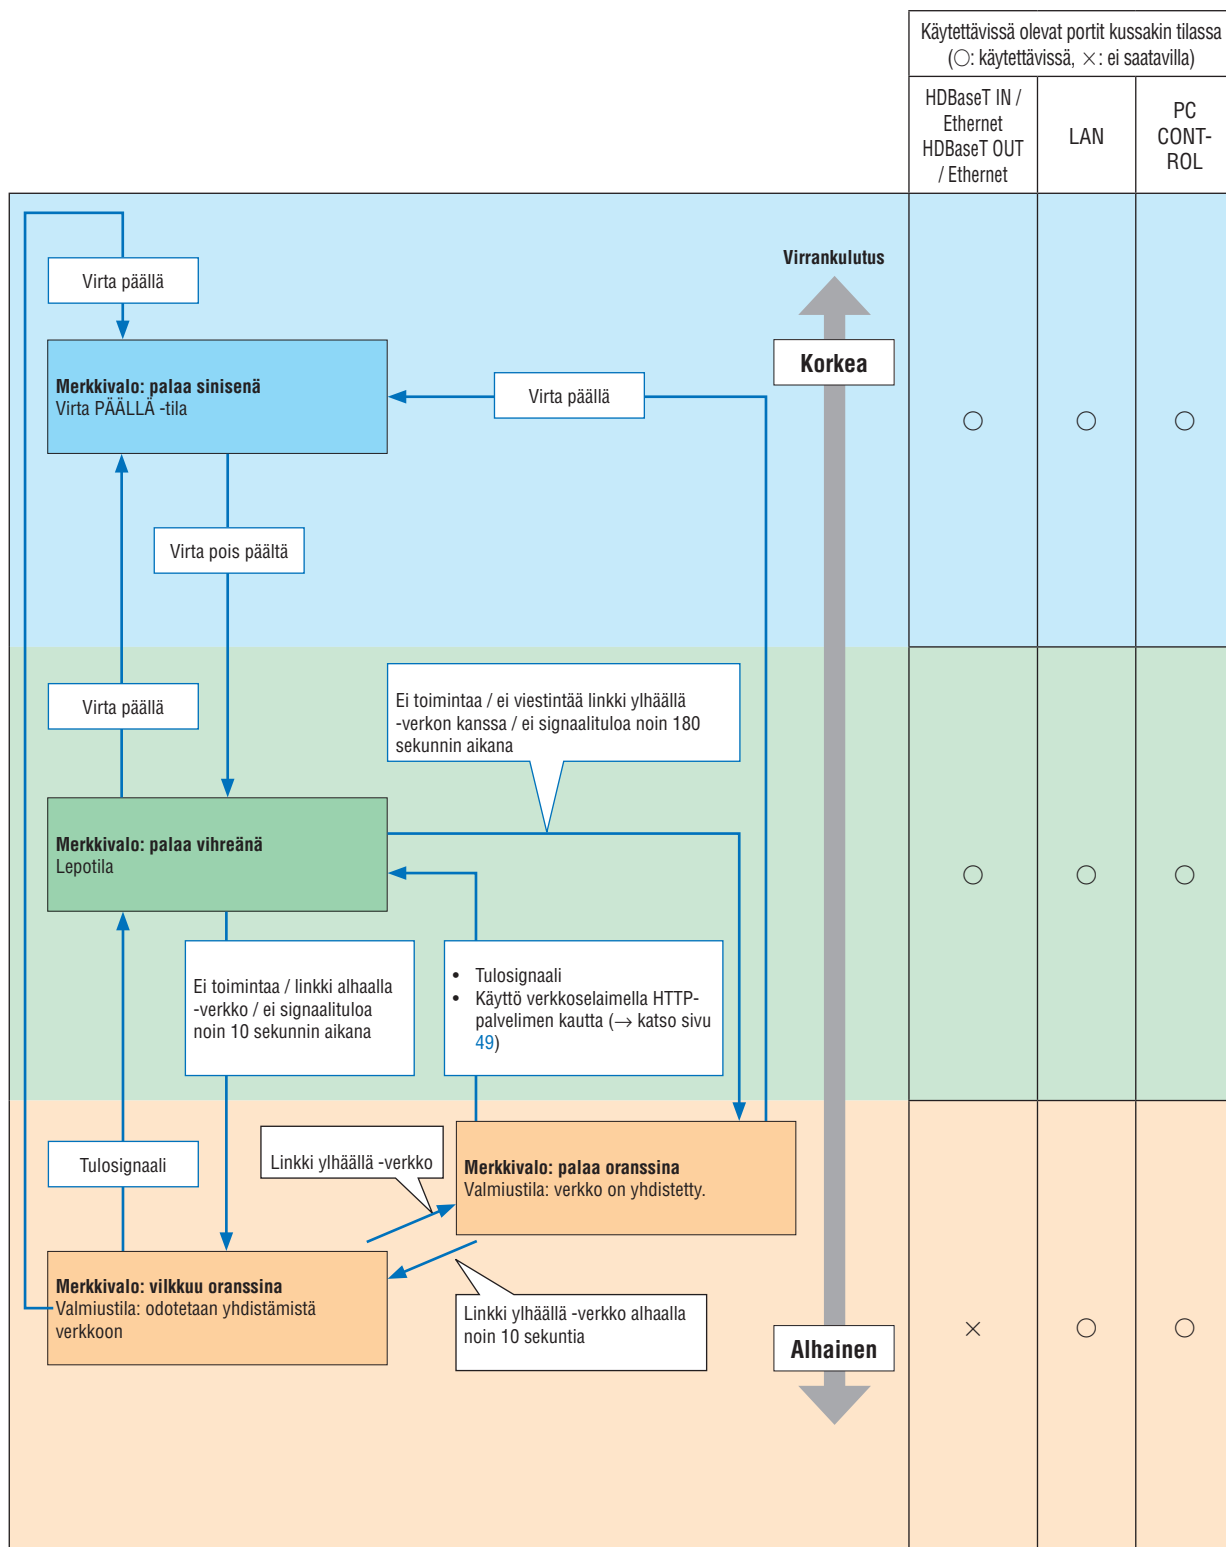 Käytettävissä olevat portit kussakin tilassa
(○: käytettävissä, ×: ei saatavilla)
HDBaseT IN /
Ethernet
HDBaseT OUT
/ Ethernet
LAN
PC
CONT-
ROL
Virta päällä
Virrankulutus
Korkea
Merkkivalo: palaa sinisenä
Virta PÄÄLLÄ -tila
Virta päällä
○ ○ ○
Virta pois päältä
Virta päällä
Ei toimintaa / ei viestintää linkki ylhäällä
-verkon kanssa / ei signaalituloa noin 180
sekunnin aikana
Merkkivalo: palaa vihreänä
Lepotila
○ ○ ○
Ei toimintaa / linkki alhaalla
-verkko / ei signaalituloa
noin 10 sekunnin aikana
• Tulosignaali
• Käyttö verkkoselaimella HTTP-
palvelimen kautta (→ katso sivu
49)
Tulosignaali
Linkki ylhäällä -verkko
Merkkivalo: palaa oranssina
Valmiustila: verkko on yhdistetty.
Merkkivalo: vilkkuu oranssina
Valmiustila: odotetaan yhdistämistä
verkkoon
Linkki ylhäällä -verkko alhaalla
noin 10 sekuntia
Alhainen
× ○ ○